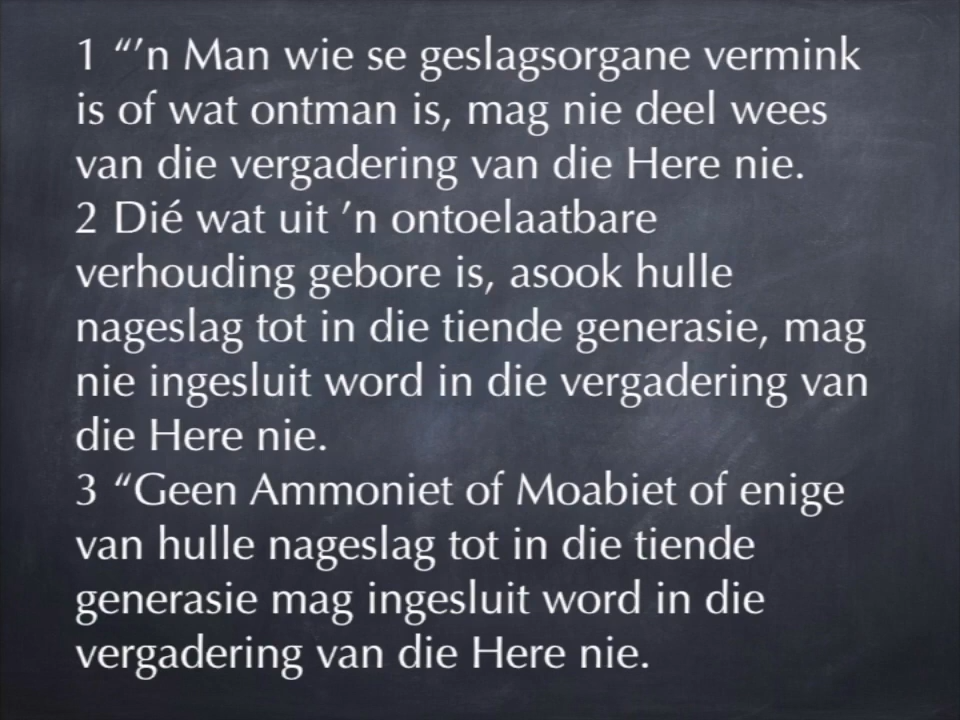 1 “’n Man wie se geslagsorgane vermink
is of wat ontman is, mag nie deel wees
van die vergadering van die Here nie.
2 Dié wat uit ’n ontoelaatbare
verhouding gebore is, asook hulle
nageslag tot in die tiende generasie, mag
nie ingesluit word in die vergadering van
die Here nie.
3 “Geen Ammoniet of Moabiet of enige
van hulle nageslag tot in die tiende
generasie mag ingesluit word in die
vergadering van die Here nie.